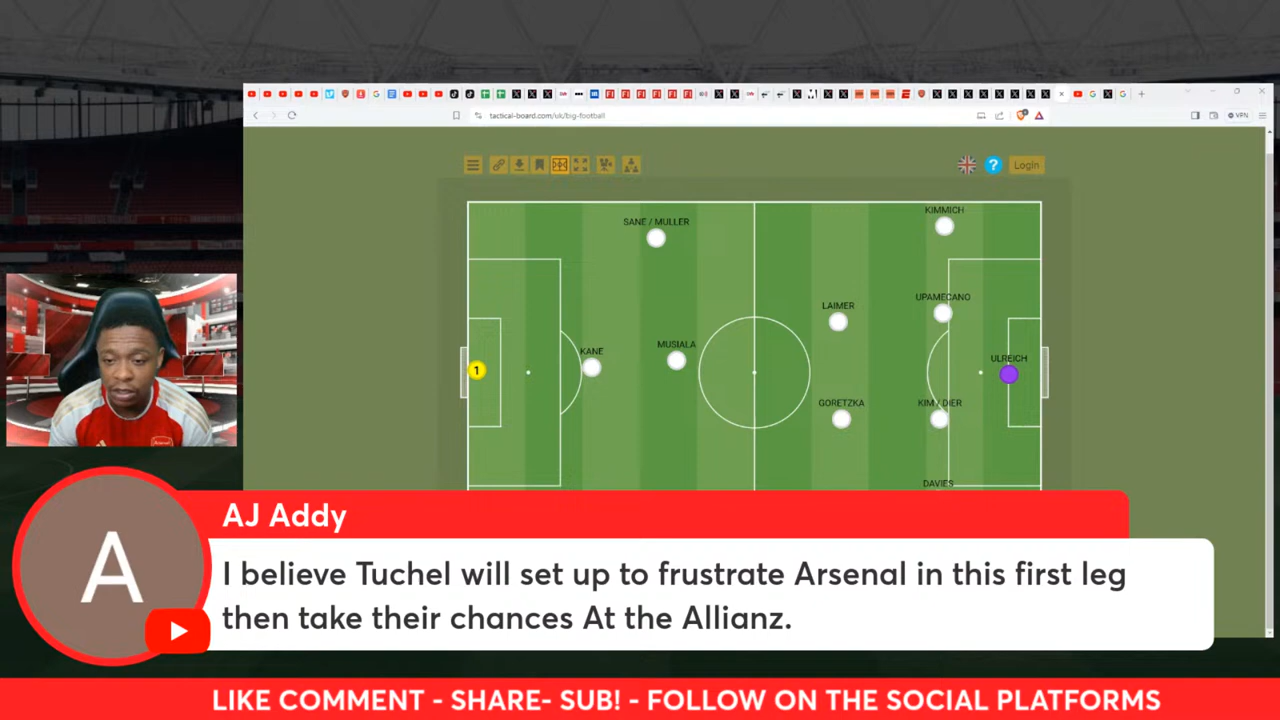 tactical-board.com/uk/big-football
VPN
?
Login
SANE / MULLER
KIMMICH
LAIMER
UPAMECANO
KANE
MUSIALA
ULREICH
1
GORETZKA
KIM / DIER
DAVIES
A
AJ Addy
I believe Tuchel will set up to frustrate Arsenal in this first leg
then take their chances At the Allianz.
LIKE COMMENT - SHARE- SUB! - FOLLOW ON THE SOCIAL PLATFORMS